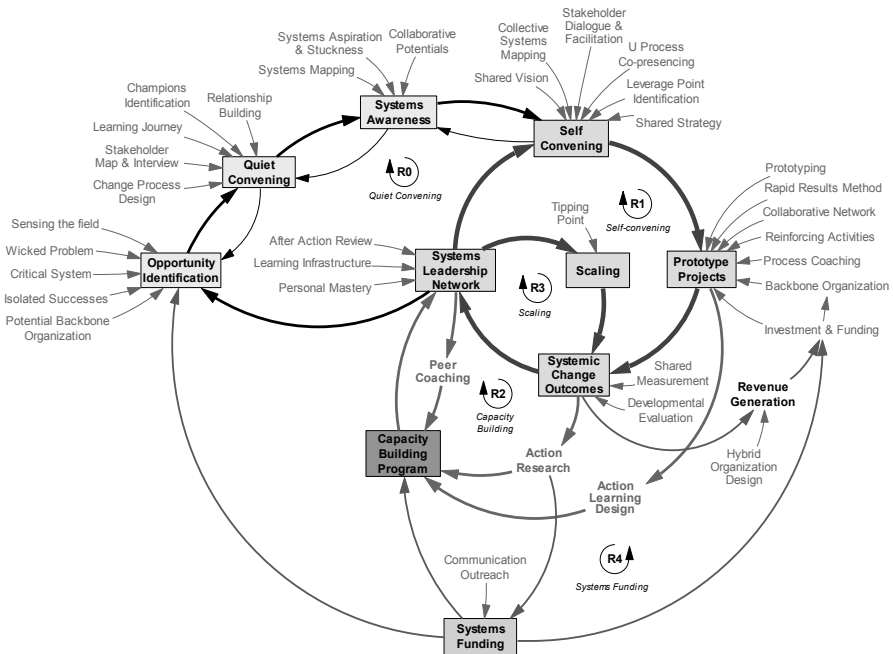 Systems Aspiration
& Stuckness
Collaborative
Potentials
Systems Mapping
Collective
Systems
Mapping
Stakeholder
Dialogue &
Facilitation
U Process
Co-presencing
Shared Vision
Leverage Point
Identification
Shared Strategy
Champions
Identification
Relationship
Building
Learning Journey
Stakeholder
Map & Interview
Change Process
Design
Systems
Awareness
Self
Convening
Quiet
Convening
R0
Quiet Convening
R1
Self-convening
Prototyping
Rapid Results Method
Collaborative Network
Reinforcing Activities
Process Coaching
Backbone Organization
Investment & Funding
Sensing the field
Wicked Problem
Critical System
Isolated Successes
Potential Backbone
Organization
Opportunity
Identification
After Action Review
Learning Infrastructure
Personal Mastery
Systems
Leadership
Network
Tipping
Point
Scaling
R3
Scaling
Prototype
Projects
Peer
Coaching
R2
Capacity
Building
Systemic
Change
Outcomes
Shared
Measurement
Developmental
Evaluation
Revenue
Generation
Hybrid
Organization
Design
Capacity
Building
Program
Action
Research
Action
Learning
Design
R4
Systems Funding
Communication
Outreach
Systems
Funding